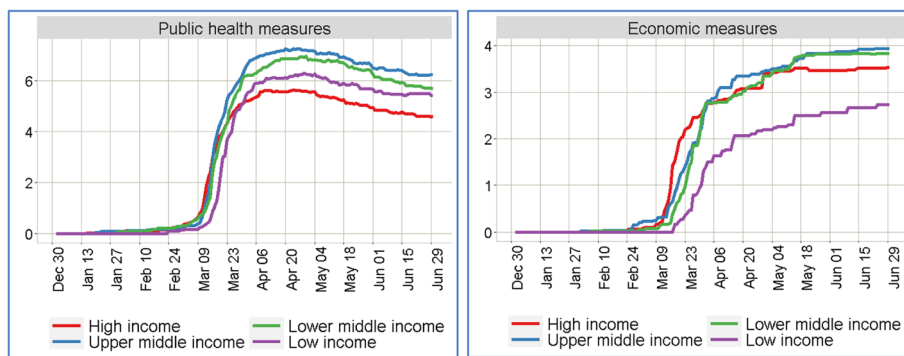 Public health measures
6
4
2
0
Dec 30
Jan 13
Jan 27
Feb 10
Feb 24
Mar 09
Mar 23
Apr 06
Apr 20
May 04
May 18
Jun 01
Jun 15
Jun 29
High income
Lower middle income
Upper middle income
Low income
Economic measures
4
3
2
1
0
Dec 30
Jan 13
Jan 27
Feb 10
Feb 24
Mar 09
Mar 23
Apr 06
Apr 20
May 04
May 18
Jun 01
Jun 15
Jun 29
High income
Lower middle income
Upper middle income
Low income